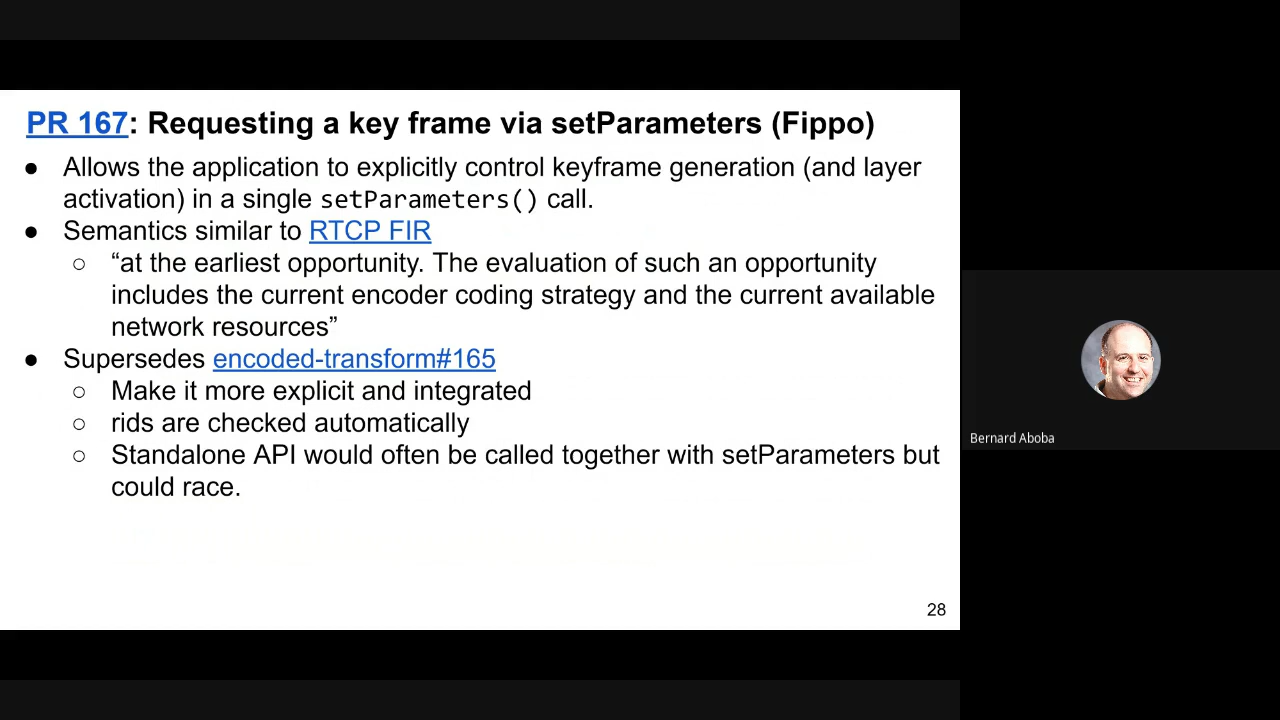 PR 167: Requesting a key frame via setParameters (Fippo)
● Allows the application to explicitly control keyframe generation (and layer
activation) in a single setParameters() call.
● Semantics similar to RTCP FIR
○ “at the earliest opportunity. The evaluation of such an opportunity
includes the current encoder coding strategy and the current available
network resources”
● Supersedes encoded-transform#165
○ Make it more explicit and integrated
○ rids are checked automatically
○ Standalone API would often be called together with setParameters but
could race.
28
Bernard Aboba